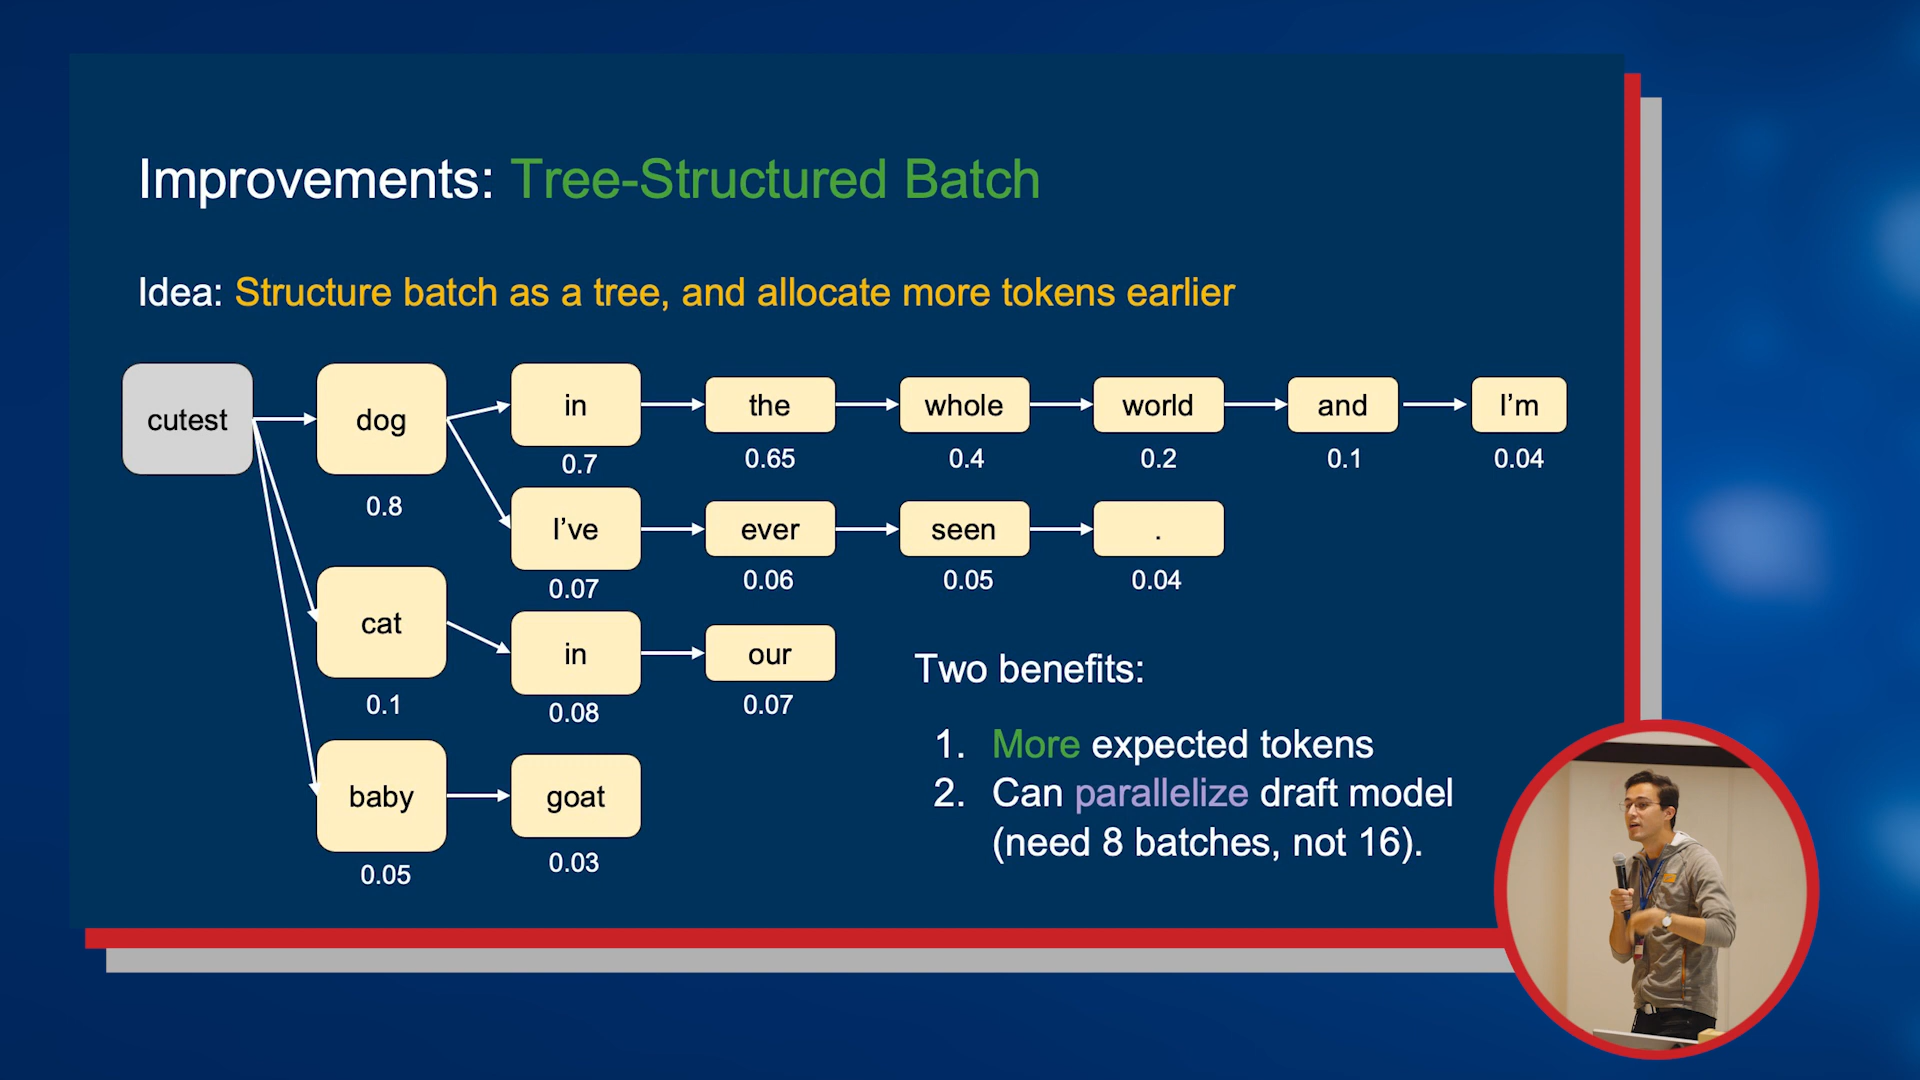 Improvements: Tree-Structured Batch
Idea: Structure batch as a tree, and allocate more tokens earlier
cutest
dog
in
the
whole
world
and
I'm
0.8
0.7
0.65
0.4
0.2
0.1
0.04
I've
ever
seen
.
0.07
0.06
0.05
0.04
cat
in
our
0.1
0.08
0.07
baby
goat
0.05
0.03
Two benefits:
1. More expected tokens
2. Can parallelize draft model
(need 8 batches, not 16).